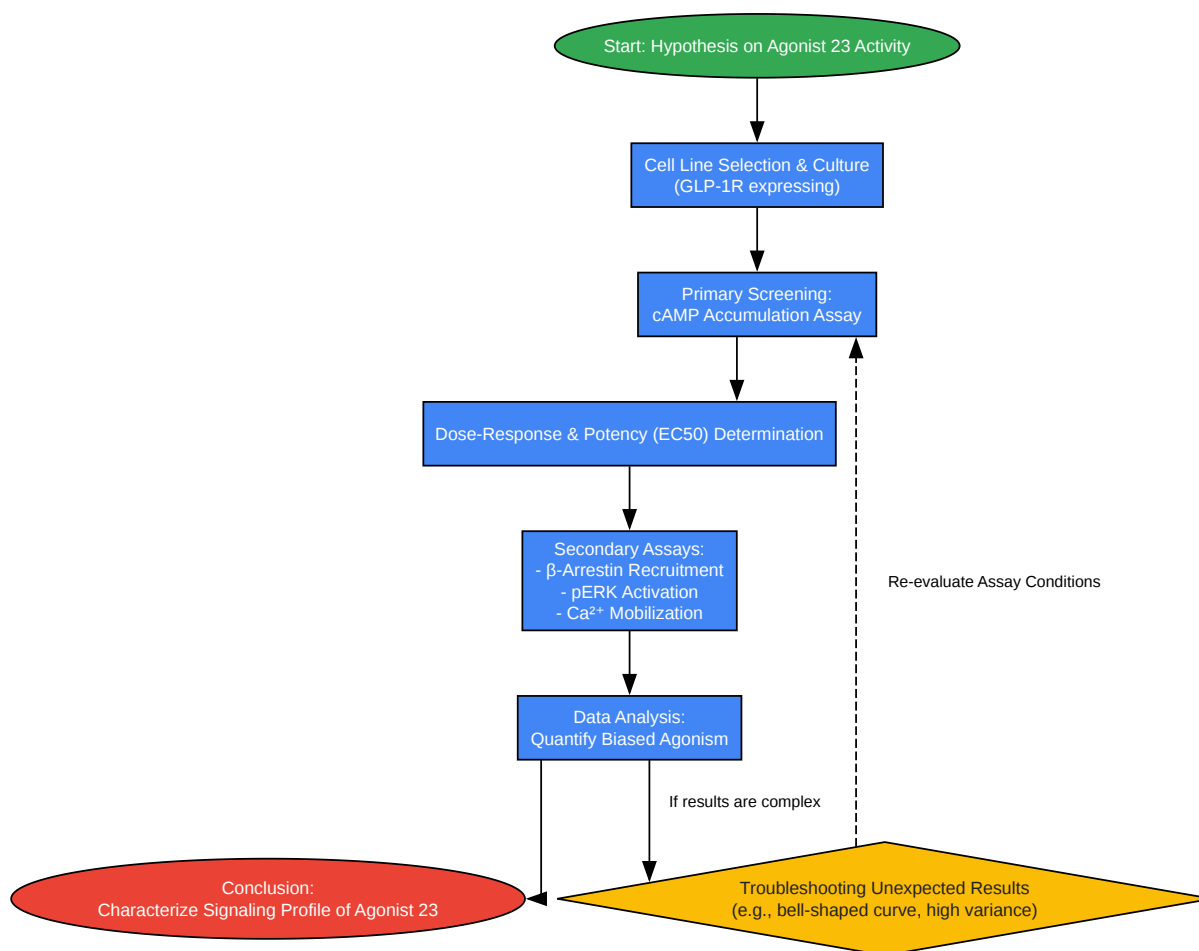 Start: Hypothesis on Agonist 23 Activity
Cell Line Selection & Culture
(GLP-1R expressing)
Primary Screening:
cAMP Accumulation Assay
Dose-Response & Potency (EC50) Determination
Secondary Assays:
- β-Arrestin Recruitment
- pERK Activation
- Ca²⁺ Mobilization
Re-evaluate Assay Conditions
Data Analysis:
Quantify Biased Agonism
If results are complex
Conclusion:
Characterize Signaling Profile of Agonist 23
Troubleshooting Unexpected Results
(e.g., bell-shaped curve, high variance)